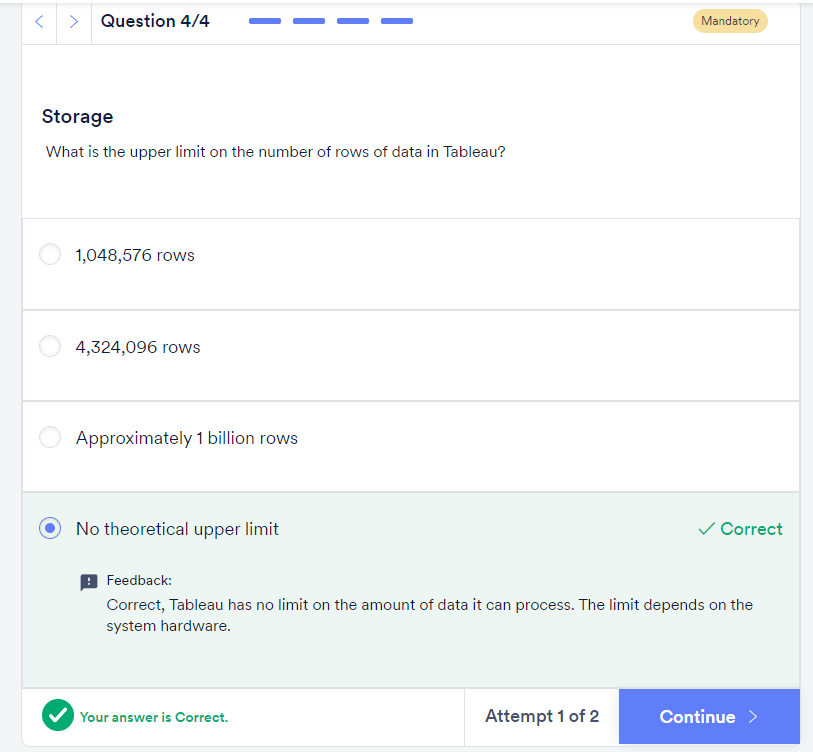 Question 4/4
Mandatory
Storage
What is the upper limit on the number of rows of data in Tableau?
1,048,576 rows
4,324,096 rows
Approximately 1 billion rows
No theoretical upper limit
Correct
Feedback:
Correct, Tableau has no limit on the amount of data it can process. The limit depends on the
system hardware.
Your answer is Correct.
Attempt 1 of 2
Continue